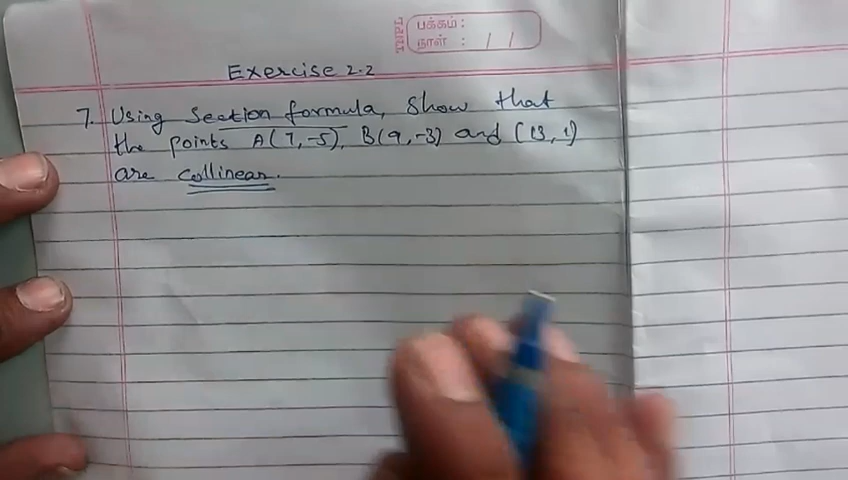 பக்கம் :
நாள் : / /
Exercise 2.2
7. Using Section formula, Show that
the points A(7,-5), B(9,-3) and (13,1)
are collinear.